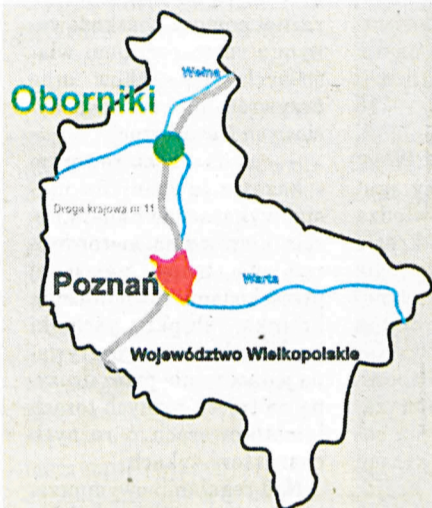 Wełna
Oborniki
Droga krajowa nr 11
Poznań
Warta
Województwo Wielkopolskie